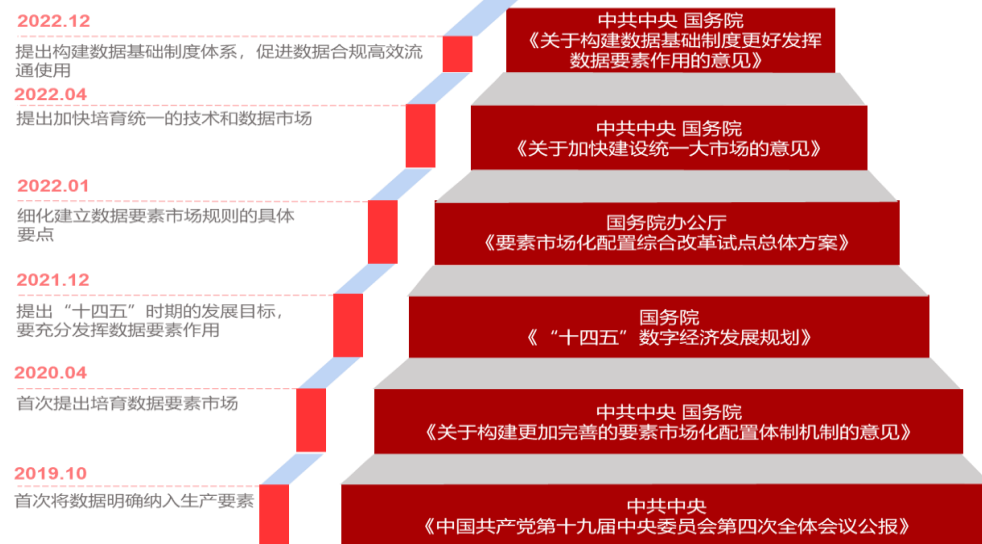 2022.12
提出构建数据基础制度体系，促进数据合规高效流
通使用
中共中央 国务院
《关于构建数据基础制度更好发挥
数据要素作用的意见》
2022.04
提出加快培育统一的技术和数据市场
中共中央 国务院
《关于加快建设统一大市场的意见》
2022.01
细化建立数据要素市场规则的具体
要点
国务院办公厅
《要素市场化配置综合改革试点总体方案》
2021.12
提出“十四五”时期的发展目标，
要充分发挥数据要素作用
国务院
《“十四五”数字经济发展规划》
2020.04
首次提出培育数据要素市场
中共中央 国务院
《关于构建更加完善的要素市场化配置体制机制的意见》
2019.10
首次将数据明确纳入生产要素
中共中央
《中国共产党第十九届中央委员会第四次全体会议公报》